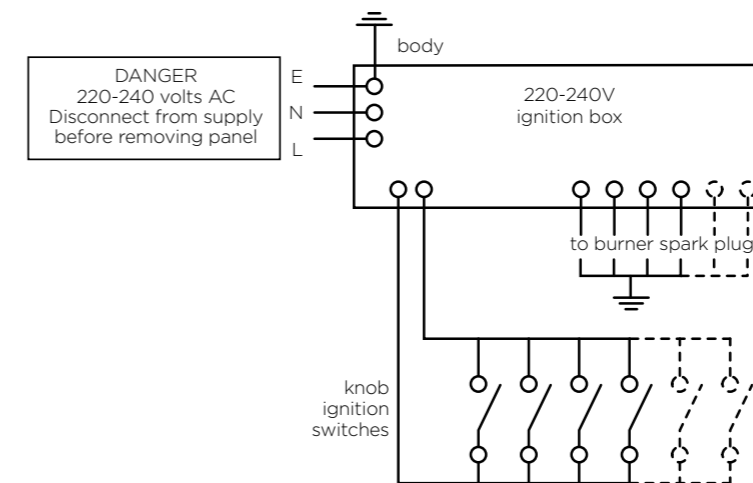 body
DANGER
220-240 volts AC
Disconnect from supply
before removing panel
E
N
L
220-240V
ignition box
to burner spark plug
knob
ignition
switches